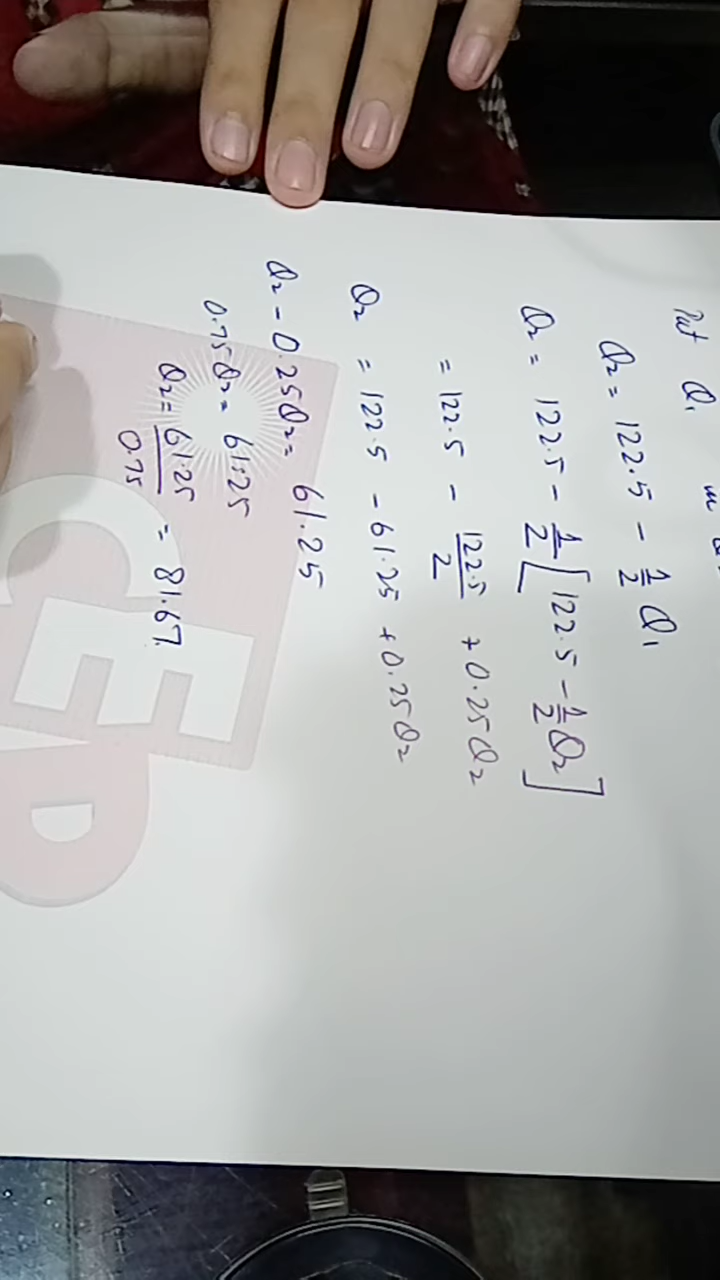 Put Q₁ in
Q₂ = 122.5 - 1/2 Q₁
Q₂ = 122.5 - 1/2 [122.5 - 1/2 Q₂]
= 122.5 - 122.5/2 + 0.25Q₂
Q₂ = 122.5 - 61.25 + 0.25Q₂
Q₂ - 0.25Q₂ = 61.25
0.75Q₂ = 61.25
Q₂ = 61.25/0.75 = 81.67.
CEP